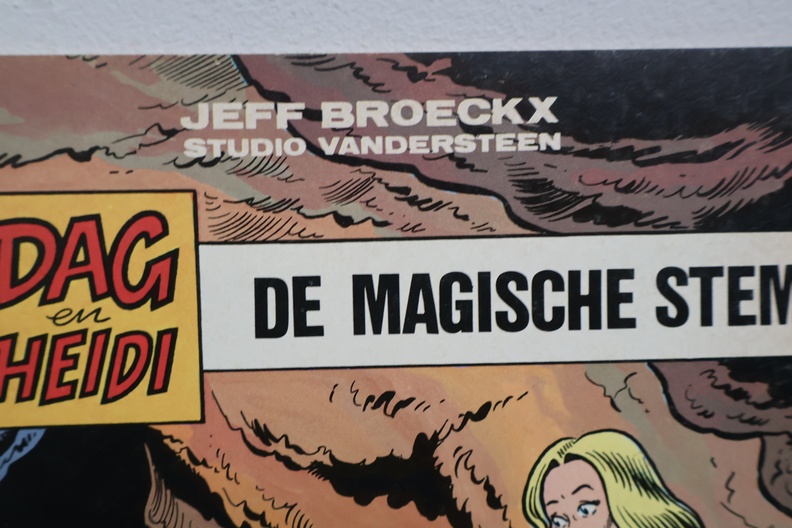 JEFF BROECKX
STUDIO VANDERSTEEN
DAG
en
HEIDI
DE MAGISCHE STEM